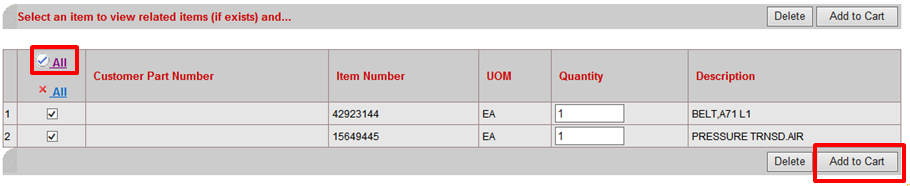 Select an item to view related items (if exists) and...
Delete Add to Cart
All
Customer Part Number Item Number UOM Quantity Description
All
1 42923144 EA 1 BELT,A71 L1
2 15649445 EA 1 PRESSURE TRNSD.AIR
Delete Add to Cart